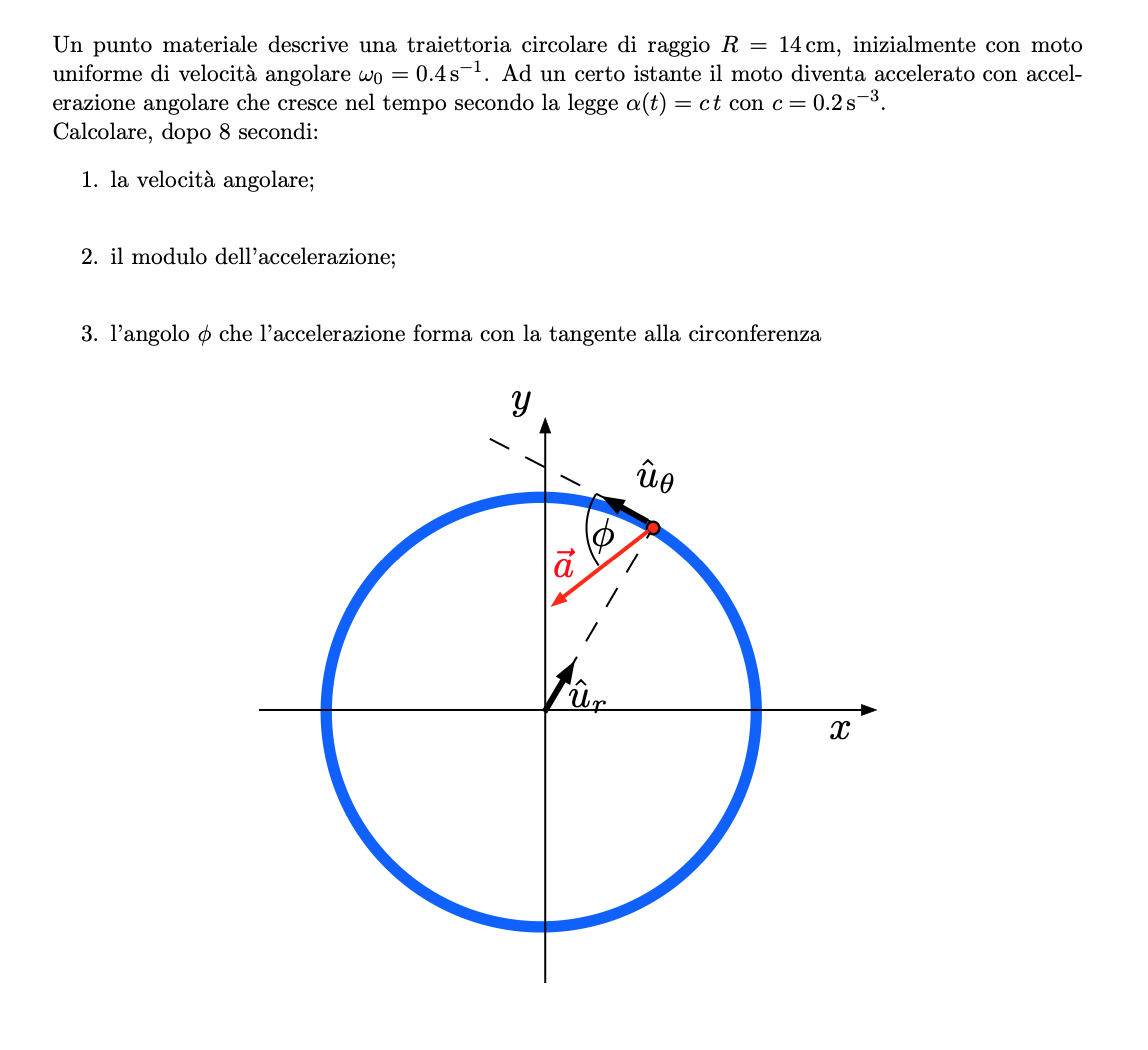 Un punto materiale descrive una traiettoria circolare di raggio R = 14 cm, inizialmente con moto
uniforme di velocità angolare ω₀ = 0.4 s⁻¹. Ad un certo istante il moto diventa accelerato con accel-
erazione angolare che cresce nel tempo secondo la legge α(t) = c t con c = 0.2 s⁻³.
Calcolare, dopo 8 secondi:
1. la velocità angolare;
2. il modulo dell'accelerazione;
3. l'angolo ϕ che l'accelerazione forma con la tangente alla circonferenza
y
û_θ
ϕ
a⃗
û_r
x